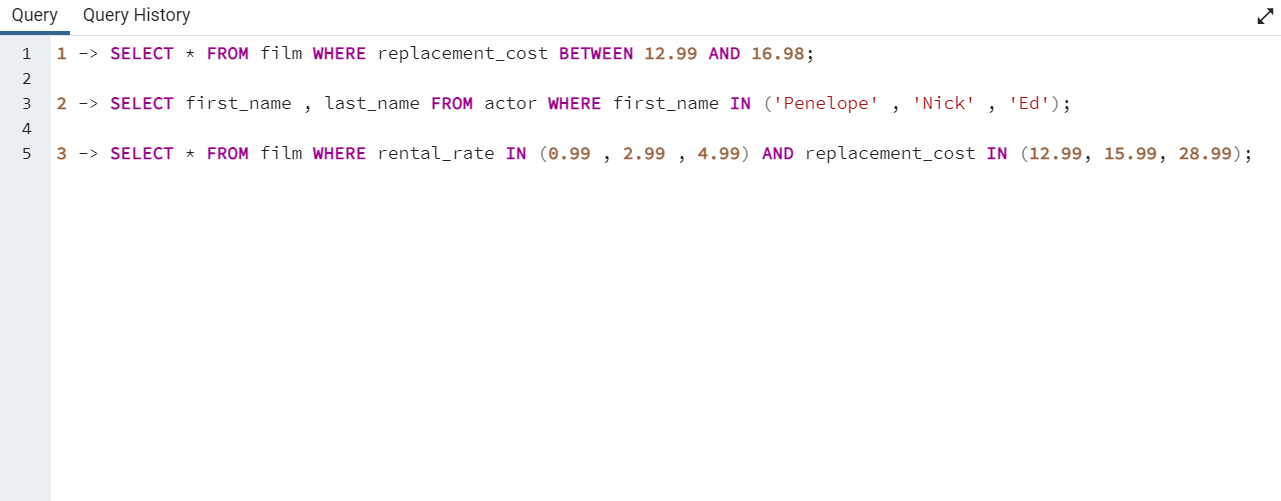 Query Query History
1 1 -> SELECT * FROM film WHERE replacement_cost BETWEEN 12.99 AND 16.98;
2
3 2 -> SELECT first_name , last_name FROM actor WHERE first_name IN ('Penelope' , 'Nick' , 'Ed');
4
5 3 -> SELECT * FROM film WHERE rental_rate IN (0.99 , 2.99 , 4.99) AND replacement_cost IN (12.99, 15.99, 28.99);